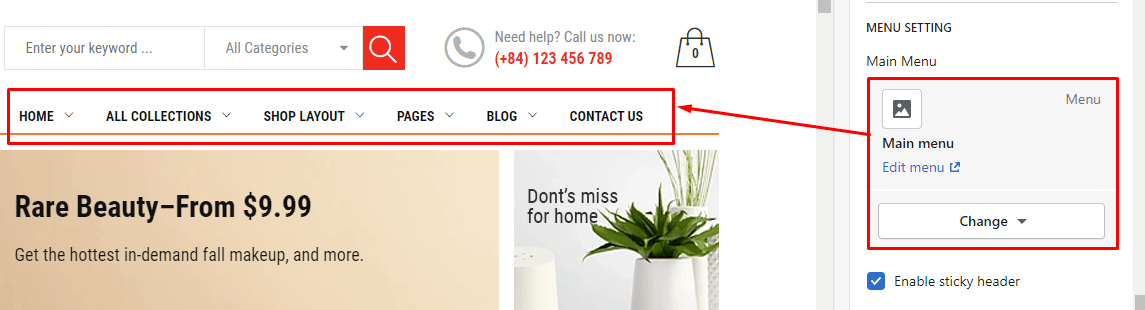 Enter your keyword ...
All Categories
Need help? Call us now:
(+84) 123 456 789
0
HOME
ALL COLLECTIONS
SHOP LAYOUT
PAGES
BLOG
CONTACT US
Rare Beauty–From $9.99
Get the hottest in-demand fall makeup, and more.
Dont's miss
for home
MENU SETTING
Main Menu
Menu
Main menu
Edit menu
Change
Enable sticky header